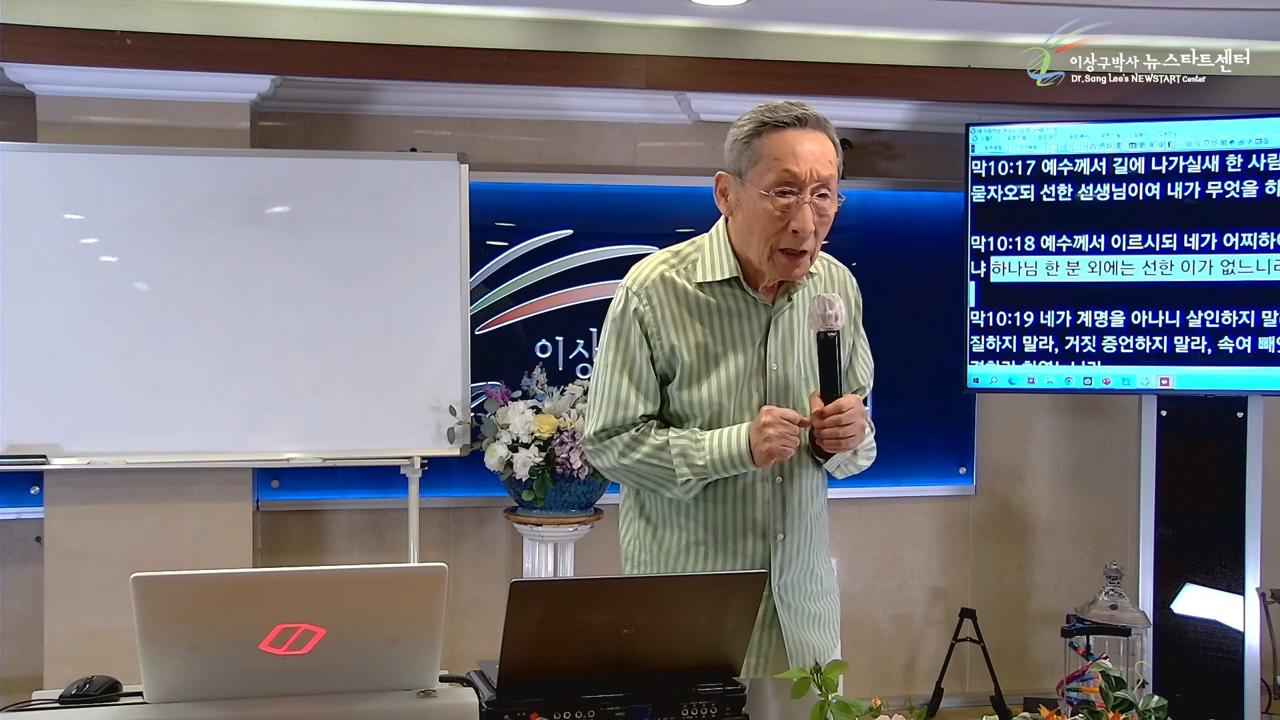 이상구박사 뉴스타트센터
Dr. Sang Lee's NEWSTART Center
막10:17 예수께서 길에 나가실새 한 사람
묻자오되 선한 선생님이여 내가 무엇을 하
막10:18 예수께서 이르시되 네가 어찌하여
냐 하나님 한 분 외에는 선한 이가 없느니라
막10:19 네가 계명을 아나니 살인하지 말
질하지 말라, 거짓 증언하지 말라, 속여 빼앗
이상